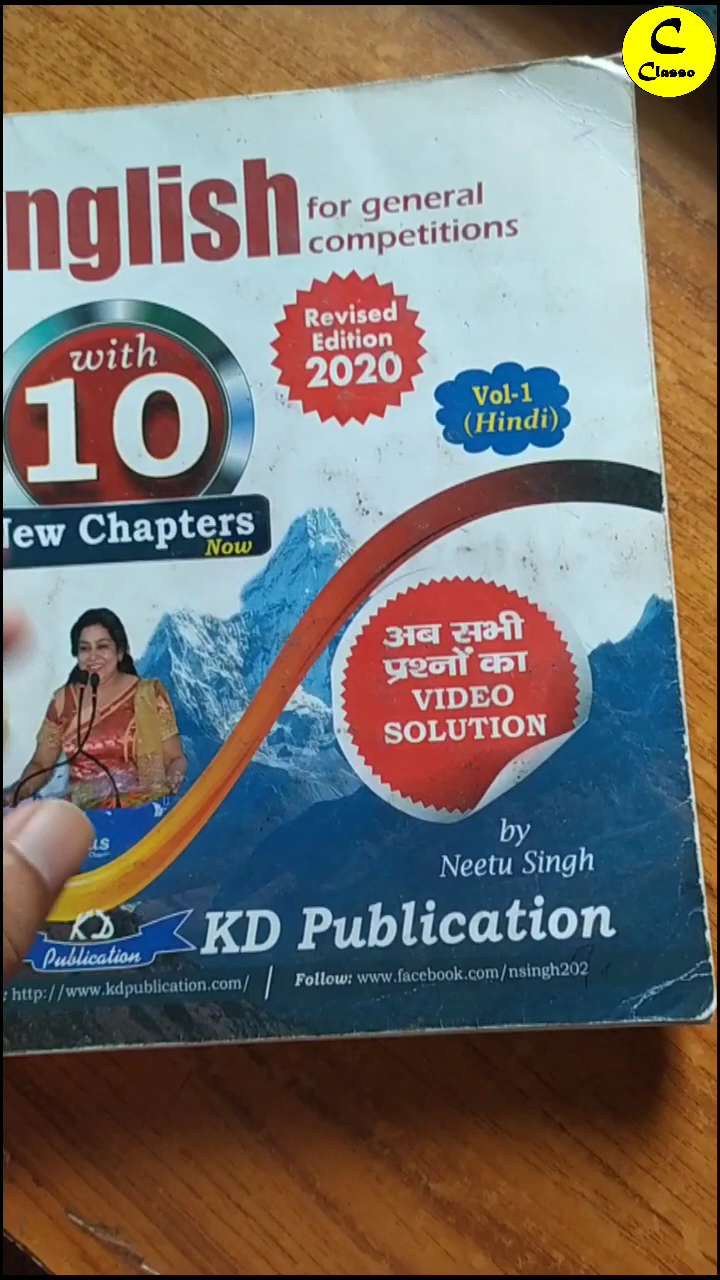 C
Classo
nglish
for general
competitions
Revised
Edition
2020
with
10
New Chapters
Now
Vol-1
(Hindi)
अब सभी
प्रश्नों का
VIDEO
SOLUTION
by
Neetu Singh
KD
Publication
KD Publication
: http://www.kdpublication.com/ | Follow: www.facebook.com/nsingh202